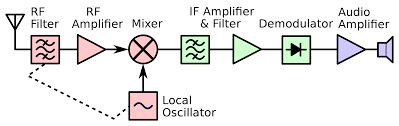 RF
Filter
RF
Amplifier
Mixer
IF Amplifier
& Filter
Demodulator
Audio
Amplifier
Local
Oscillator